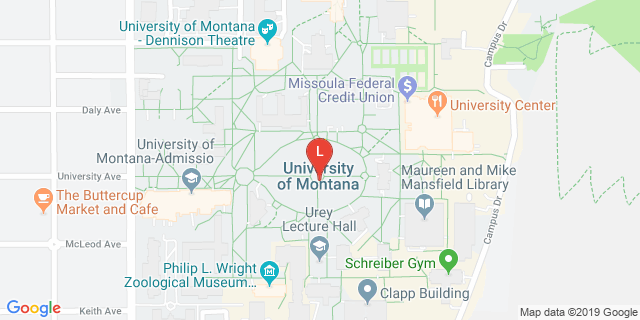 University of Montana
- Dennison Theatre
Campus Dr
Missoula Federal
Credit Union
Daly Ave
University Center
University of
Montana-Admissio
L
University
of Montana
Maureen and Mike
Mansfield Library
University Ave
The Buttercup
Market and Cafe
Urey
Lecture Hall
Campus Dr
McLeod Ave
Schreiber Gym
Philip L. Wright
Zoological Museum...
Clapp Building
Google
Keith Ave
Map data ©2019 Google